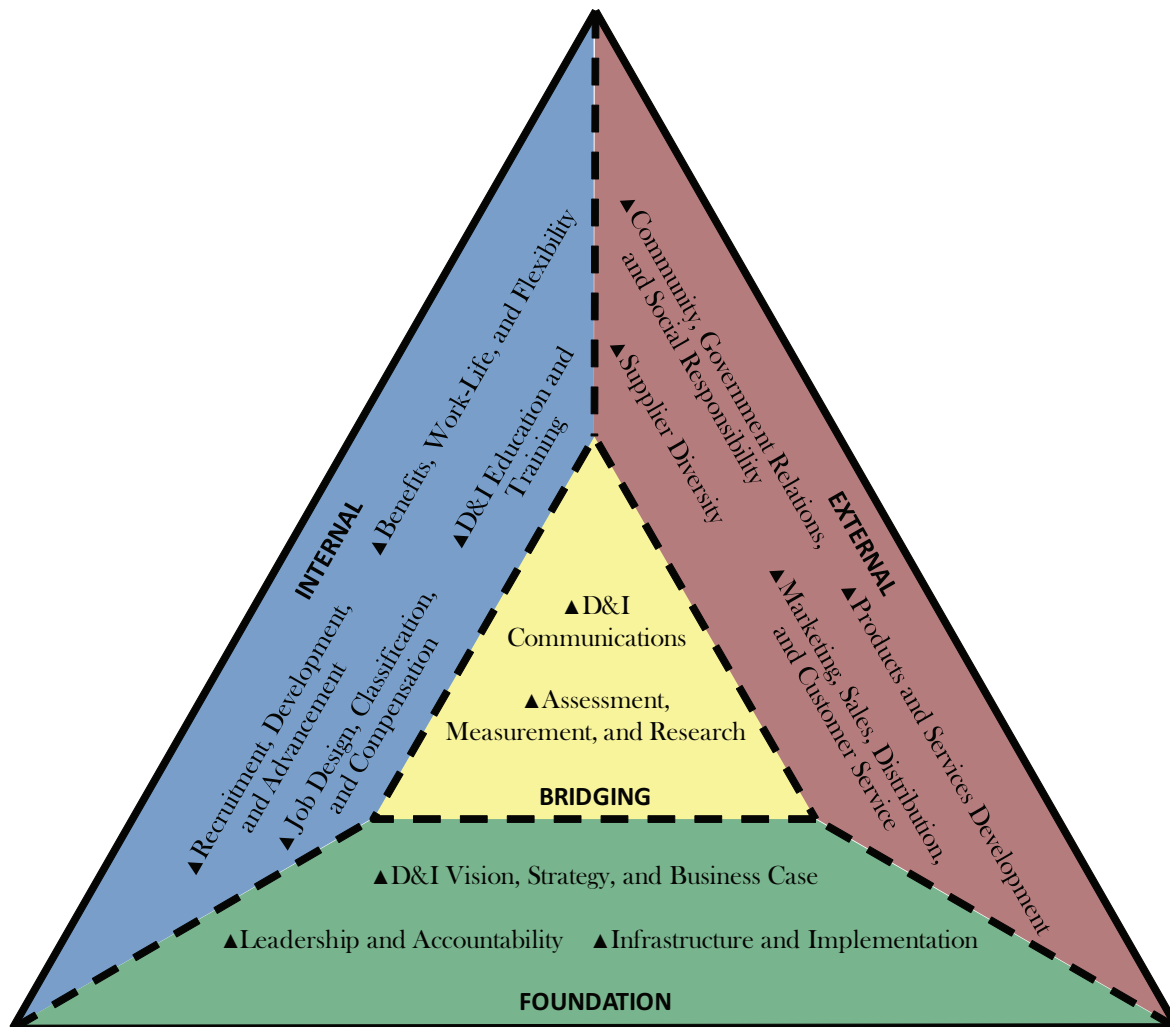 INTERNAL
▲Benefits, Work-Life, and Flexibility
▲D&I Education and
Training
▲Recruitment, Development,
and Advancement
▲Job Design, Classification,
and Compensation
EXTERNAL
▲Community, Government Relations,
and Social Responsibility
▲Supplier Diversity
▲Products and Services Development
▲Marketing, Sales, Distribution,
and Customer Service
▲D&I
Communications
▲Assessment,
Measurement, and Research
BRIDGING
▲D&I Vision, Strategy, and Business Case
▲Leadership and Accountability ▲Infrastructure and Implementation
FOUNDATION